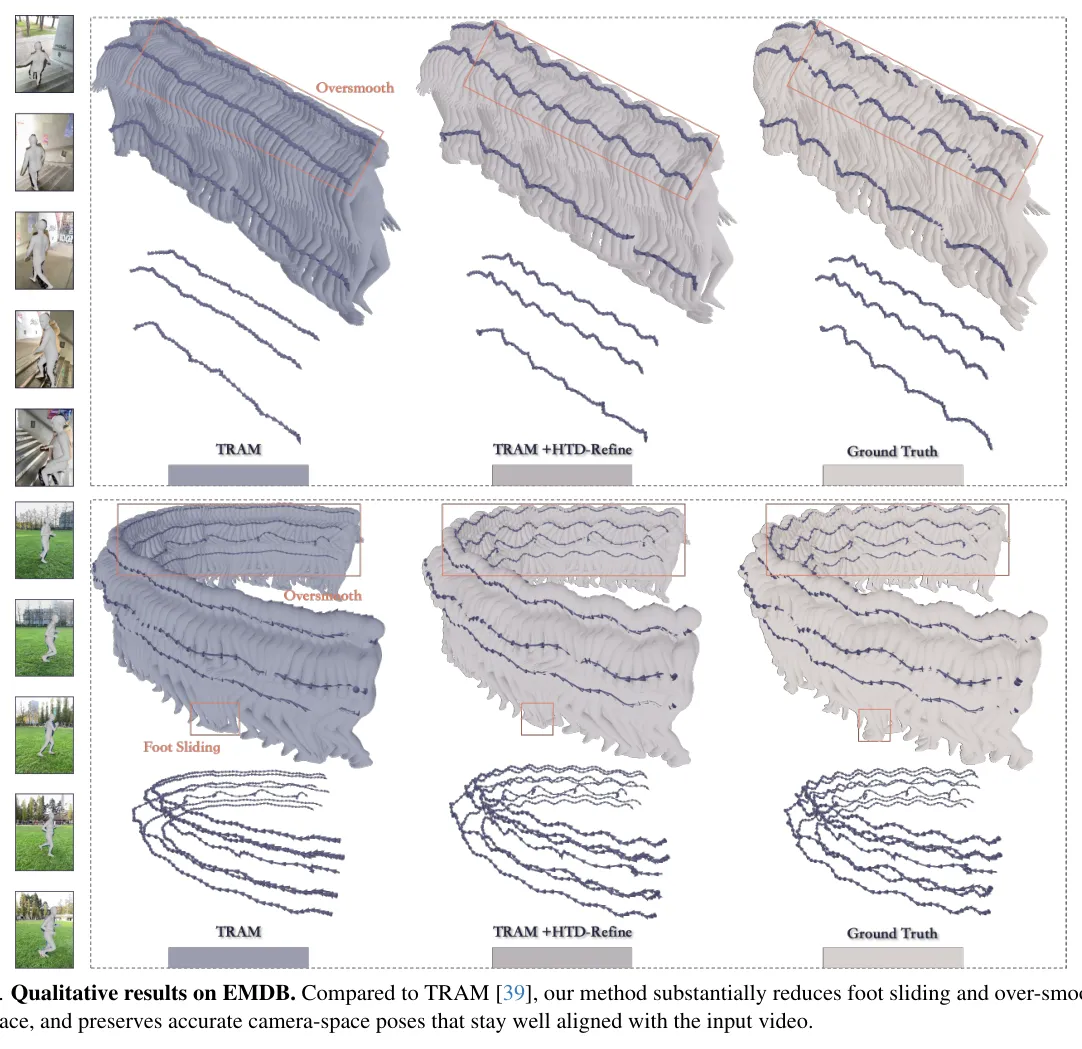 Oversmooth
TRAM
TRAM +HTD-Refine
Ground Truth
Oversmooth
Foot Sliding
TRAM
TRAM +HTD-Refine
Ground Truth
. Qualitative results on EMDB. Compared to TRAM [39], our method substantially reduces foot sliding and over-smoo
ace, and preserves accurate camera-space poses that stay well aligned with the input video.